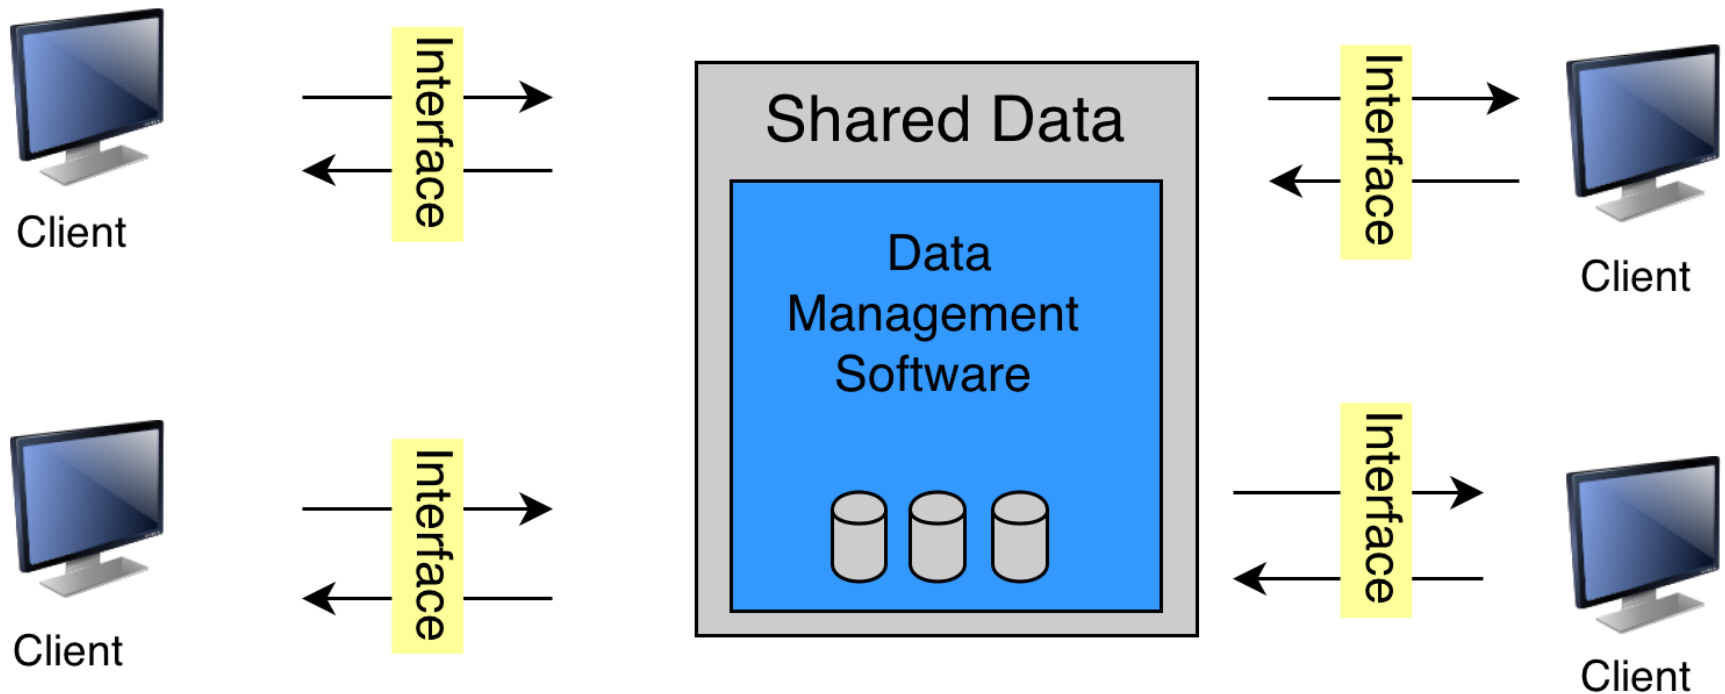 Interface
Interface
Shared Data
Client
Client
Data
Management
Software
Interface
Interface
Client
Client